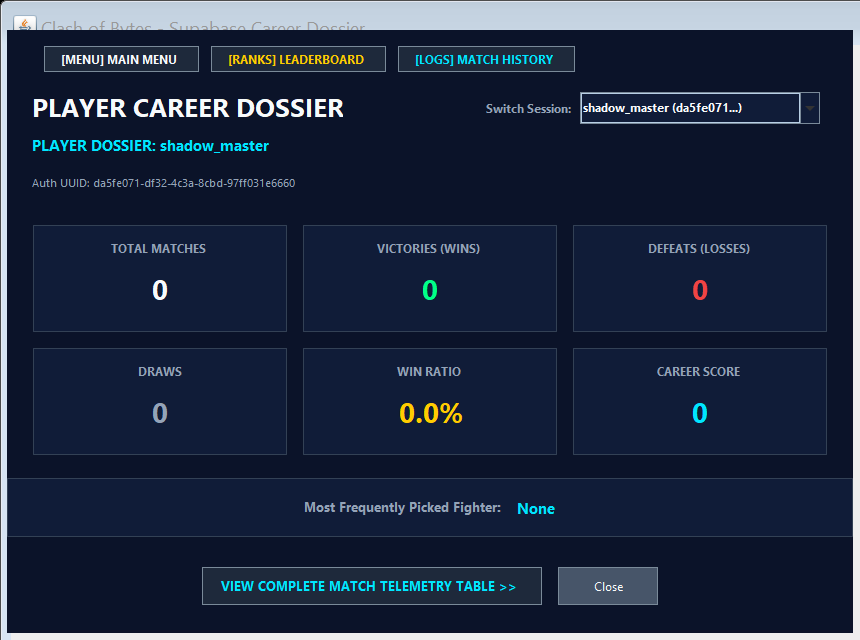 Clash of Bytes - Supabase Career Dossier
[MENU] MAIN MENU [RANKS] LEADERBOARD [LOGS] MATCH HISTORY
PLAYER CAREER DOSSIER
Switch Session: shadow_master (da5fe071...)
PLAYER DOSSIER: shadow_master
Auth UUID: da5fe071-df32-4c3a-8cbd-97ff031e6660
TOTAL MATCHES
0
VICTORIES (WINS)
0
DEFEATS (LOSSES)
0
DRAWS
0
WIN RATIO
0.0%
CAREER SCORE
0
Most Frequently Picked Fighter: None
VIEW COMPLETE MATCH TELEMETRY TABLE >>
Close